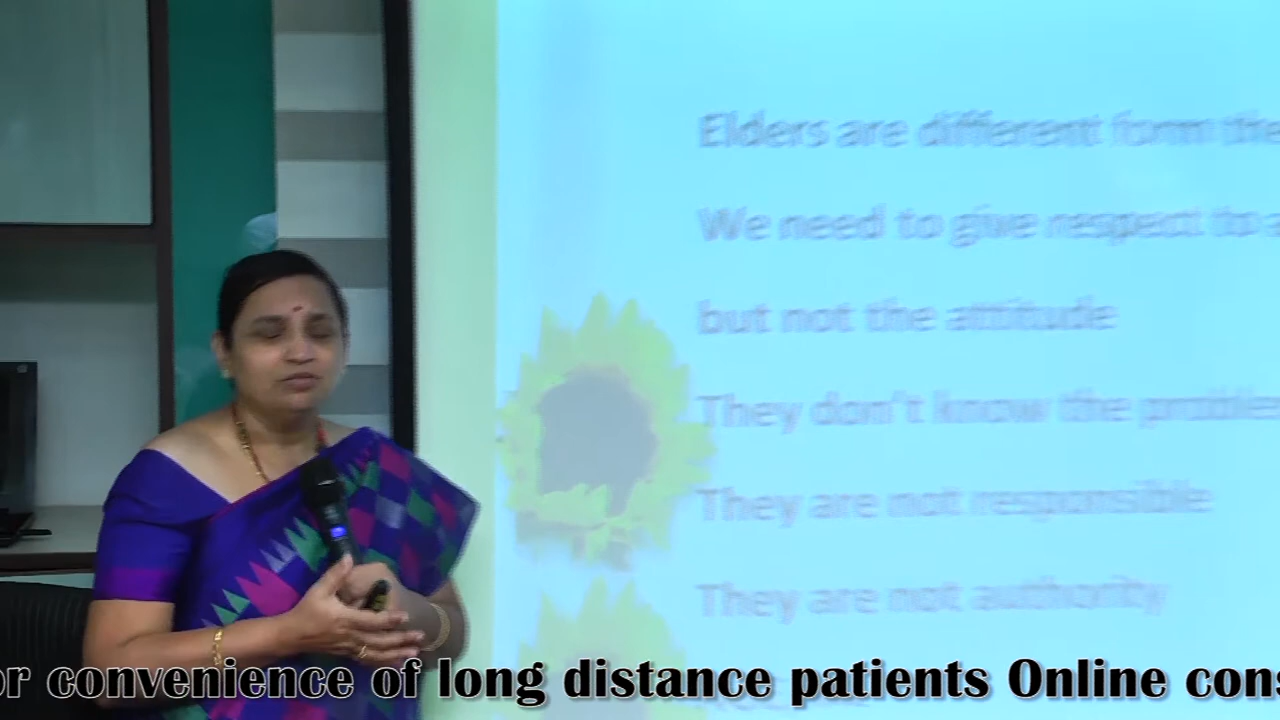 Elders are different form the
We need to give respect to
but not the attitude
They don't know the
They are not responsible
They are not authority
convenience of long distance patients Online